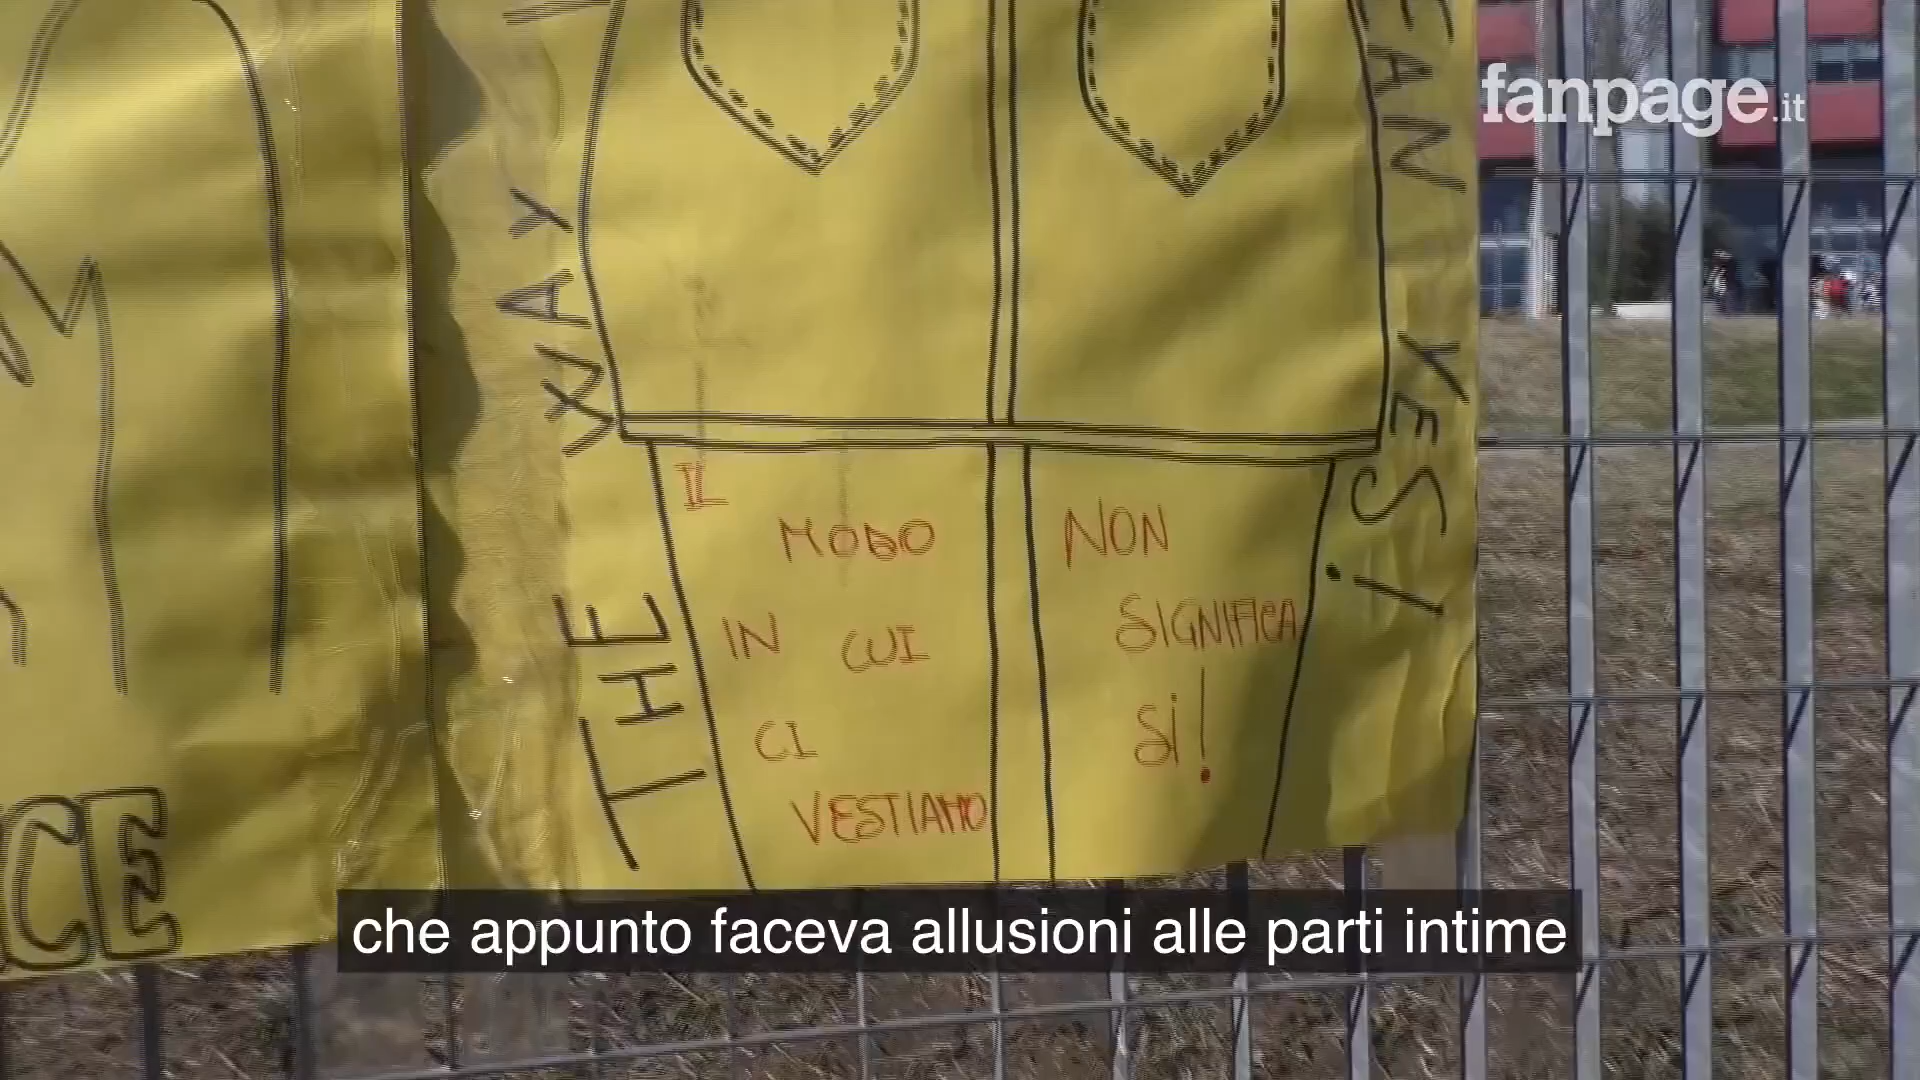 fanpage.it
THE WAY
EAN YES!
IL
MODO
IN CUI
CI
VESTIAMO
NON
SIGNIFICA
SI!
CE
che appunto faceva allusioni alle parti intime